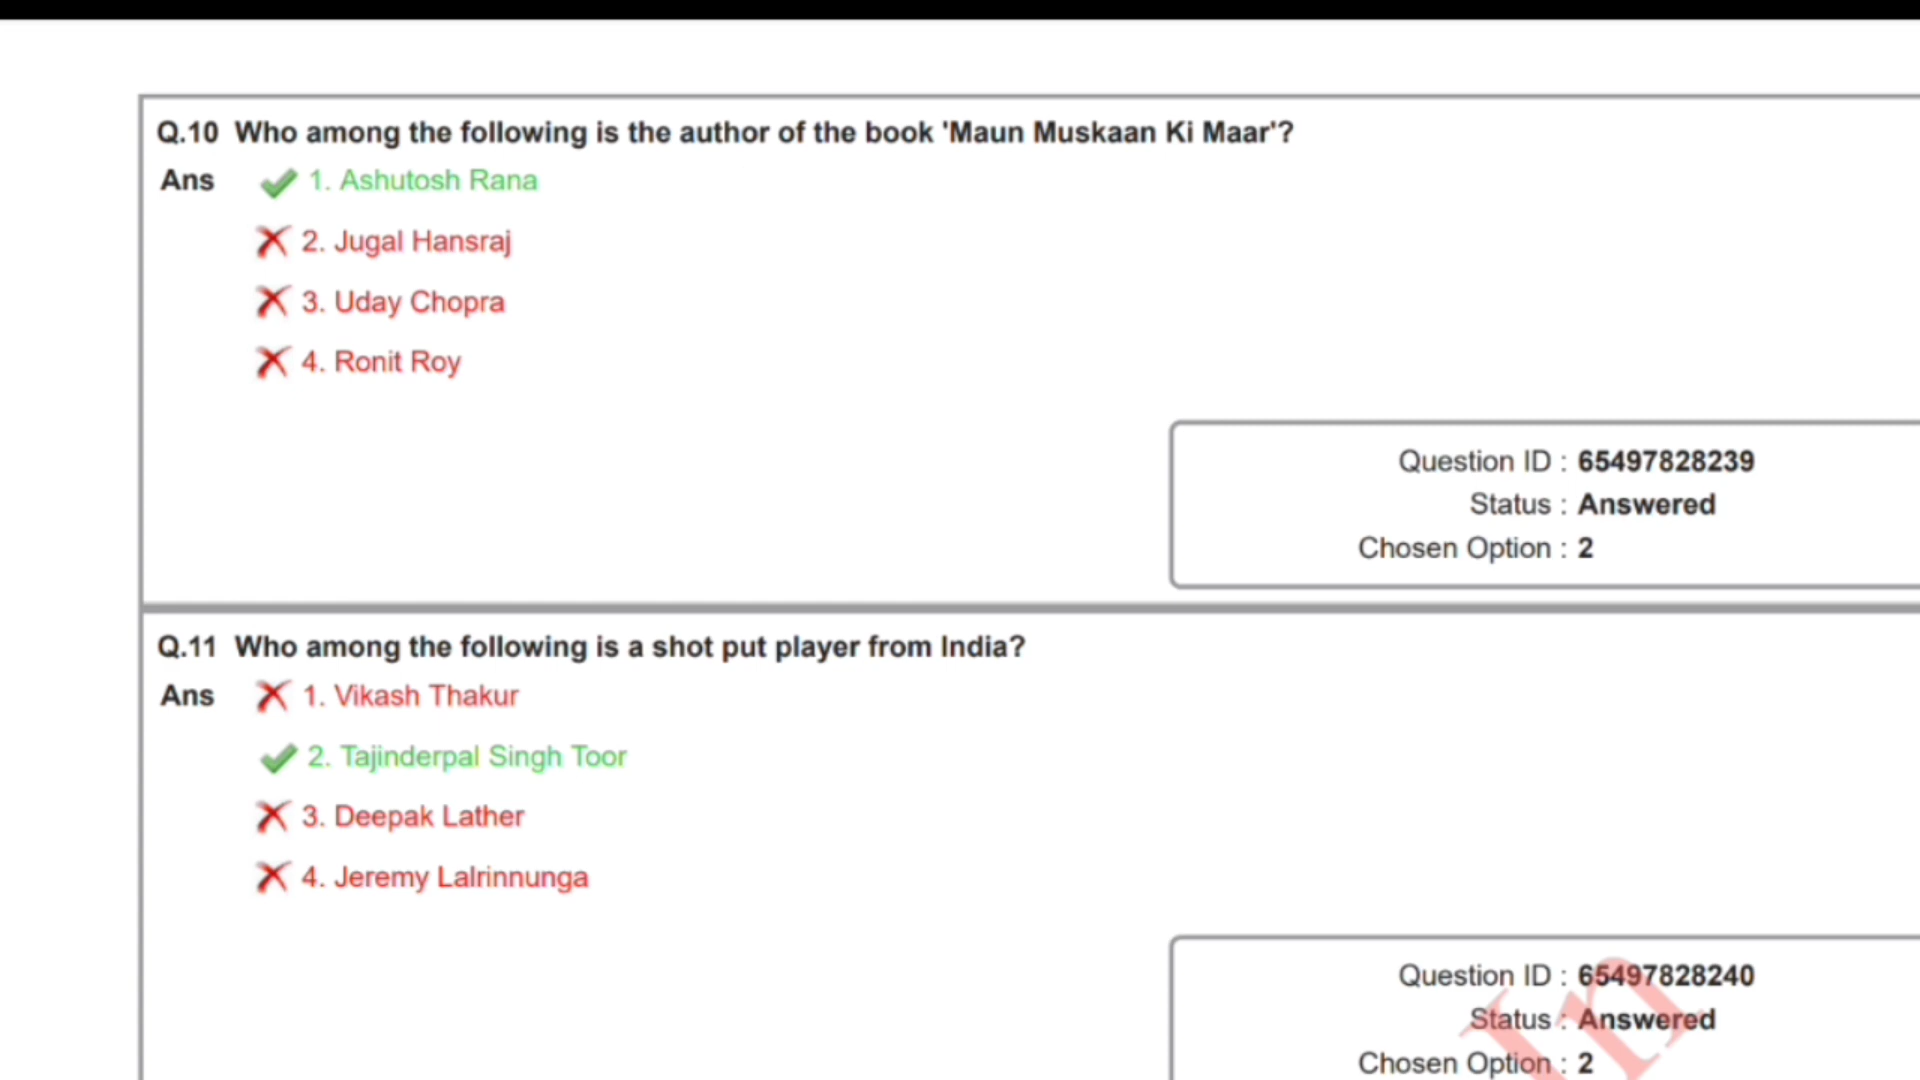 Q.10 Who among the following is the author of the book 'Maun Muskaan Ki Maar'?
Ans 1. Ashutosh Rana
2. Jugal Hansraj
3. Uday Chopra
4. Ronit Roy
Question ID : 65497828239
Status : Answered
Chosen Option : 2
Q.11 Who among the following is a shot put player from India?
Ans 1. Vikash Thakur
2. Tajinderpal Singh Toor
3. Deepak Lather
4. Jeremy Lalrinnunga
Question ID : 65497828240
Status : Answered
Chosen Option : 2
In